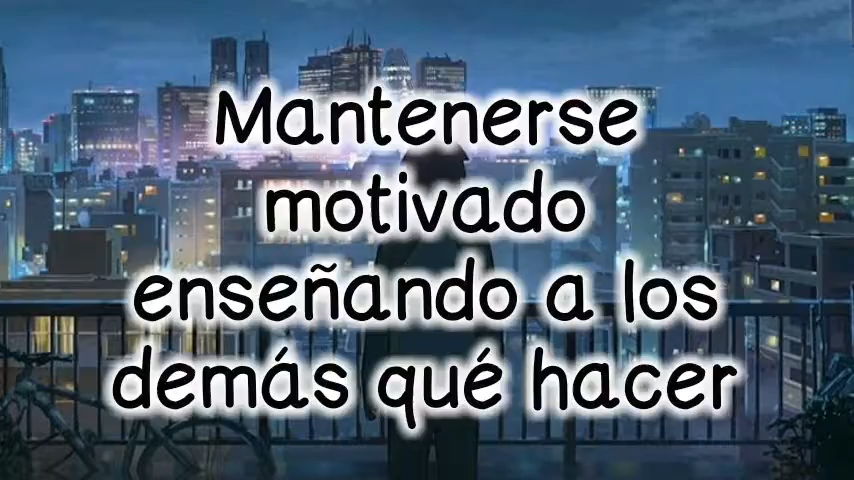 Mantenerse
motivado
enseñando a los
demás qué hacer